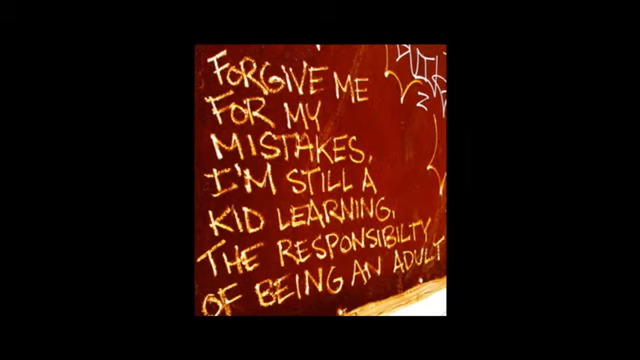 FORGIVE ME
FOR MY
MISTAKES,
I'M STILL A
KID LEARNING,
THE RESPONSIBILTY
OF BEING AN ADULT